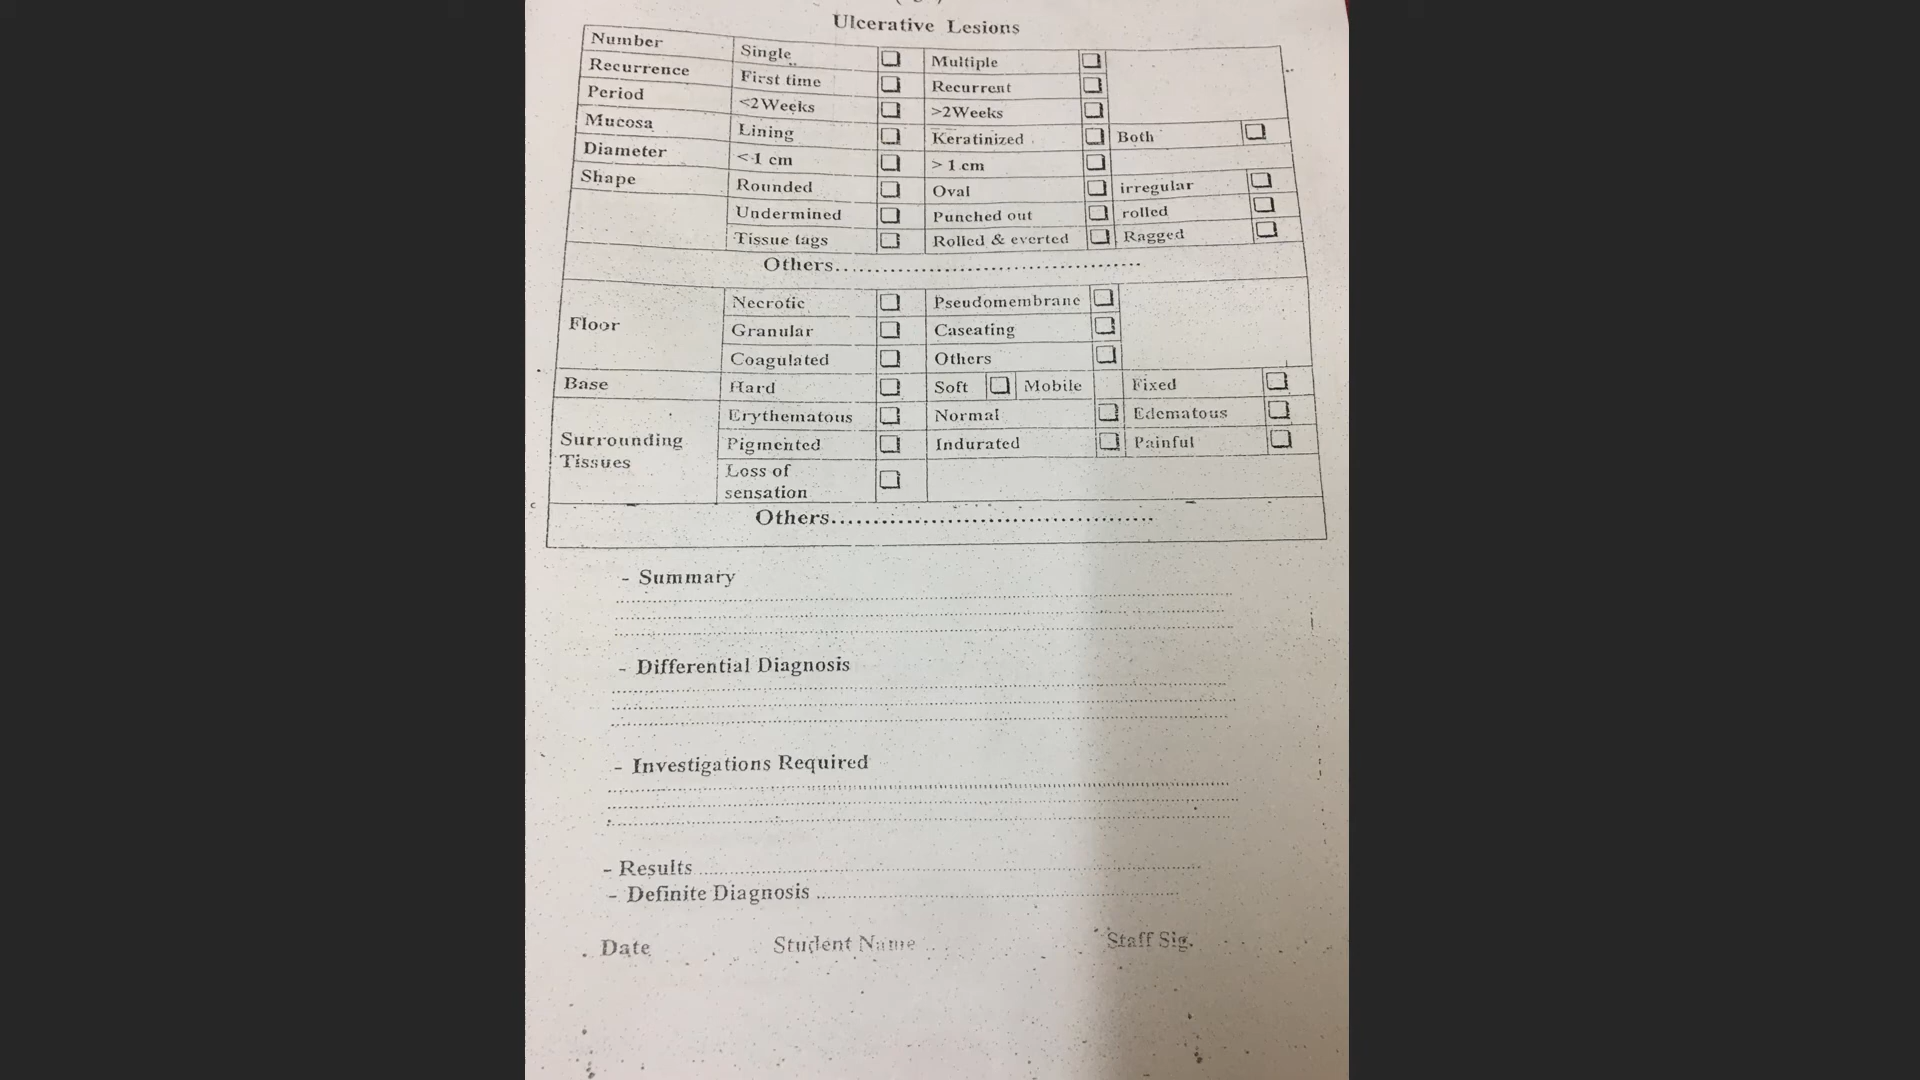 Ulcerative Lesions
Number Single Multiple
Recurrence First time Recurrent
Period <2Weeks >2Weeks
Mucosa Lining Keratinized Both
Diameter <1 cm >1 cm
Shape Rounded Oval irregular
Undermined Punched out rolled
Tissue tags Rolled & everted Ragged
Others........................................
Floor Necrotic Pseudomembrane
Granular Caseating
Coagulated Others
Base Hard Soft Mobile Fixed
Surrounding Tissues Erythematous Normal Edematous
Pigmented Indurated Painful
Loss of sensation
Others..........................................
- Summary
- Differential Diagnosis
- Investigations Required
- Results
- Definite Diagnosis
Date Student Name Staff Sig.